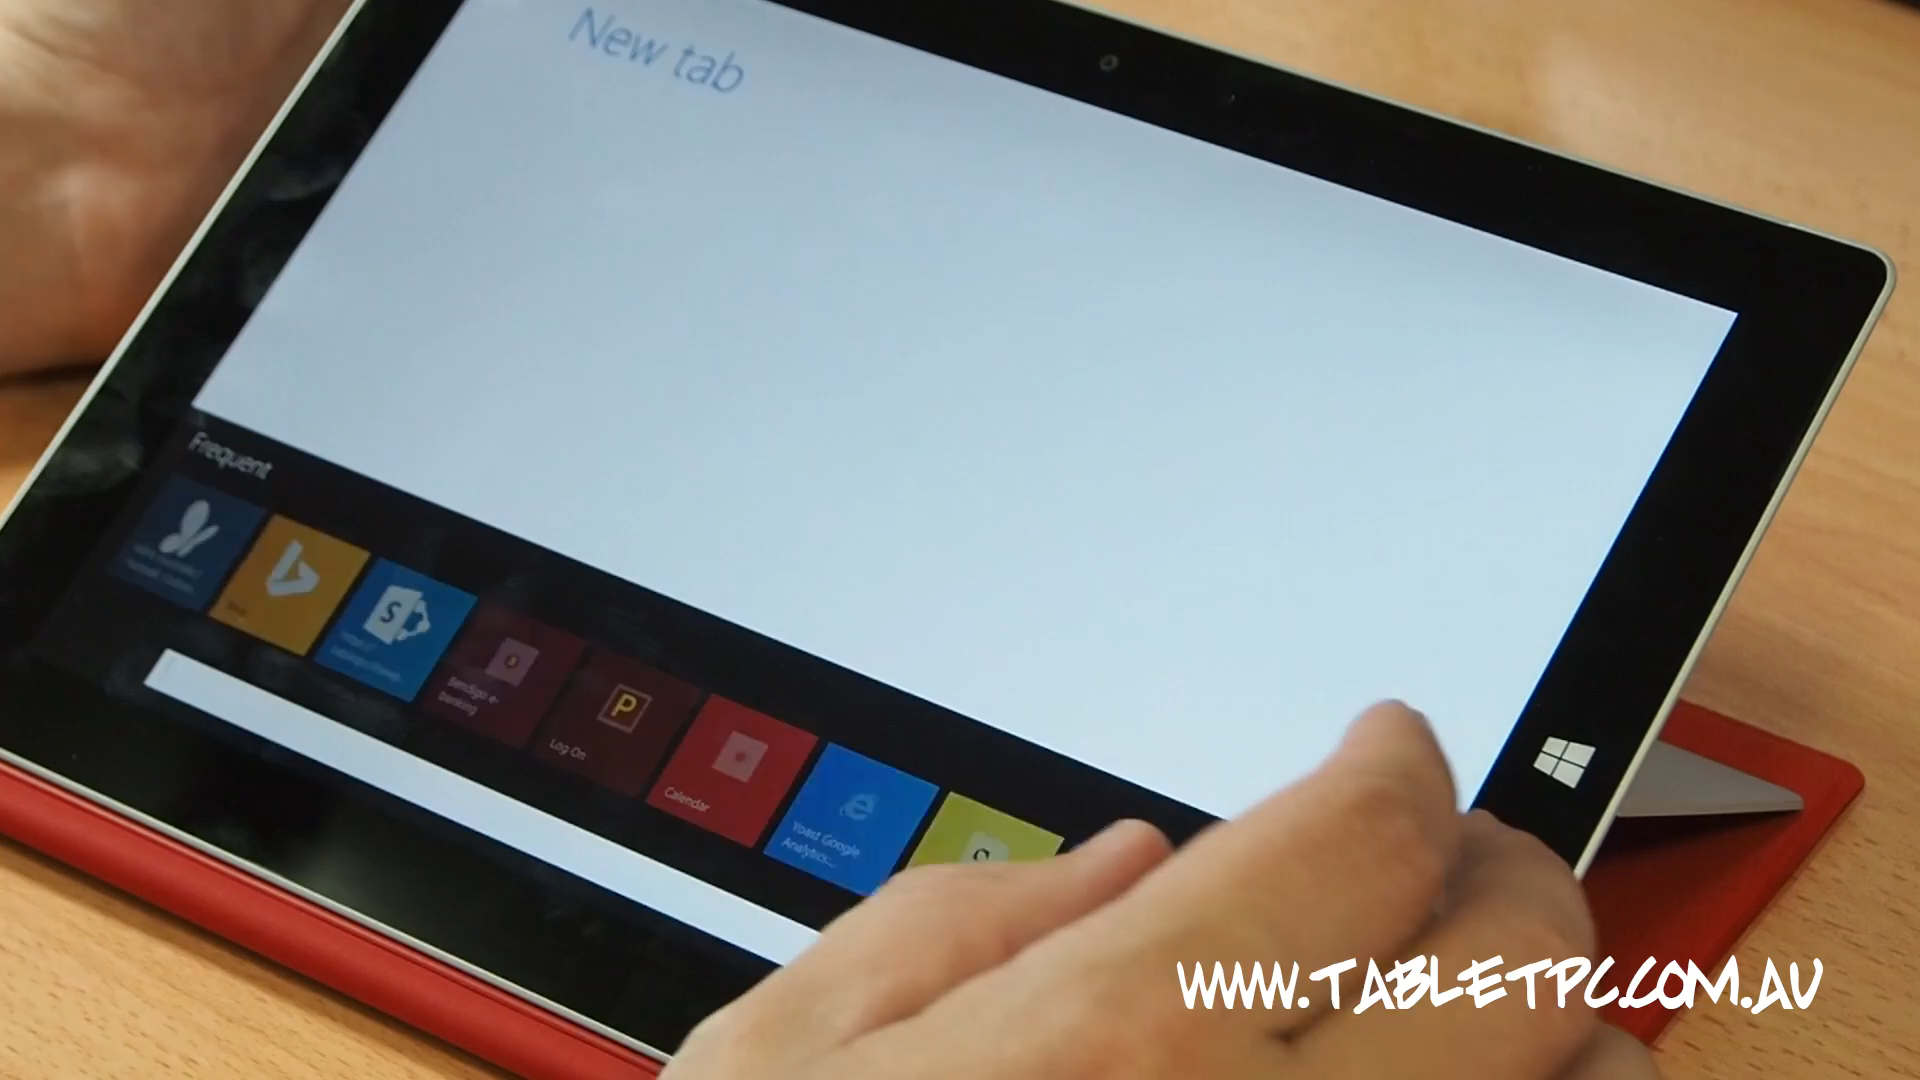 New tab
Frequent
S
Bendigo e-
banking
P
Log On
Calendar
Yoast Google
Analytics...
WWW.TABLETPC.COM.AU